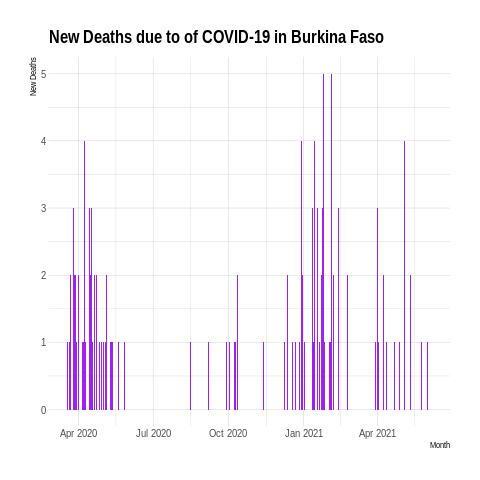 New Deaths due to of COVID-19 in Burkina Faso
New Deaths
5
4
3
2
1
0
Apr 2020 Jul 2020 Oct 2020 Jan 2021 Apr 2021
Month